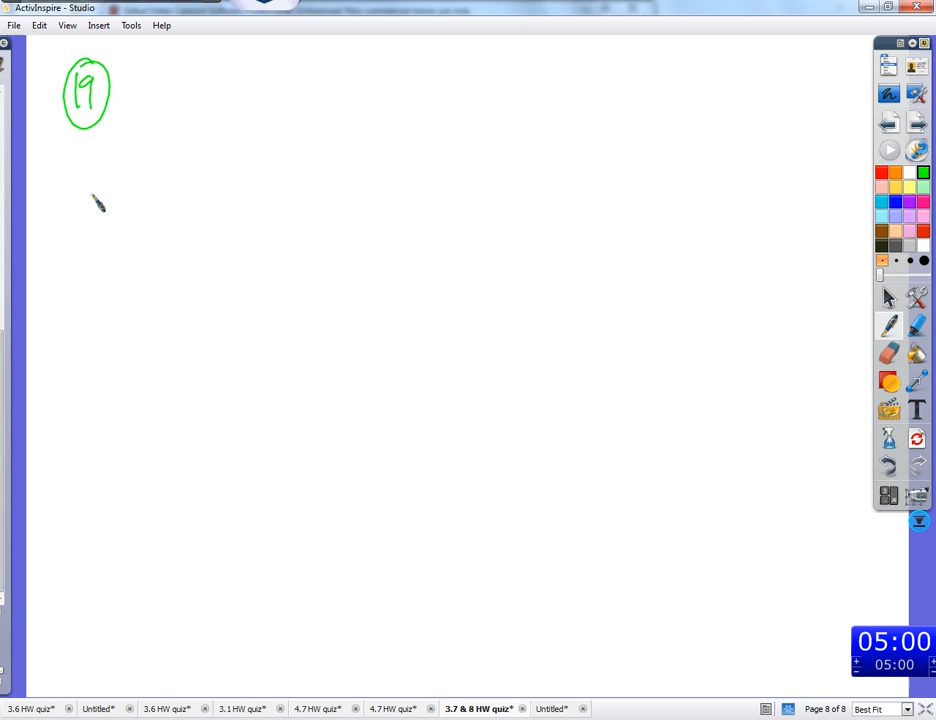 ActivInspire - Studio
File Edit View Insert Tools Help
19
T
05:00
05:00
3.6 HW quiz* Untitled* 3.6 HW quiz* 3.1 HW quiz* 4.7 HW quiz* 4.7 HW quiz* 3.7 & 8 HW quiz* Untitled* Page 8 of 8 Best Fit